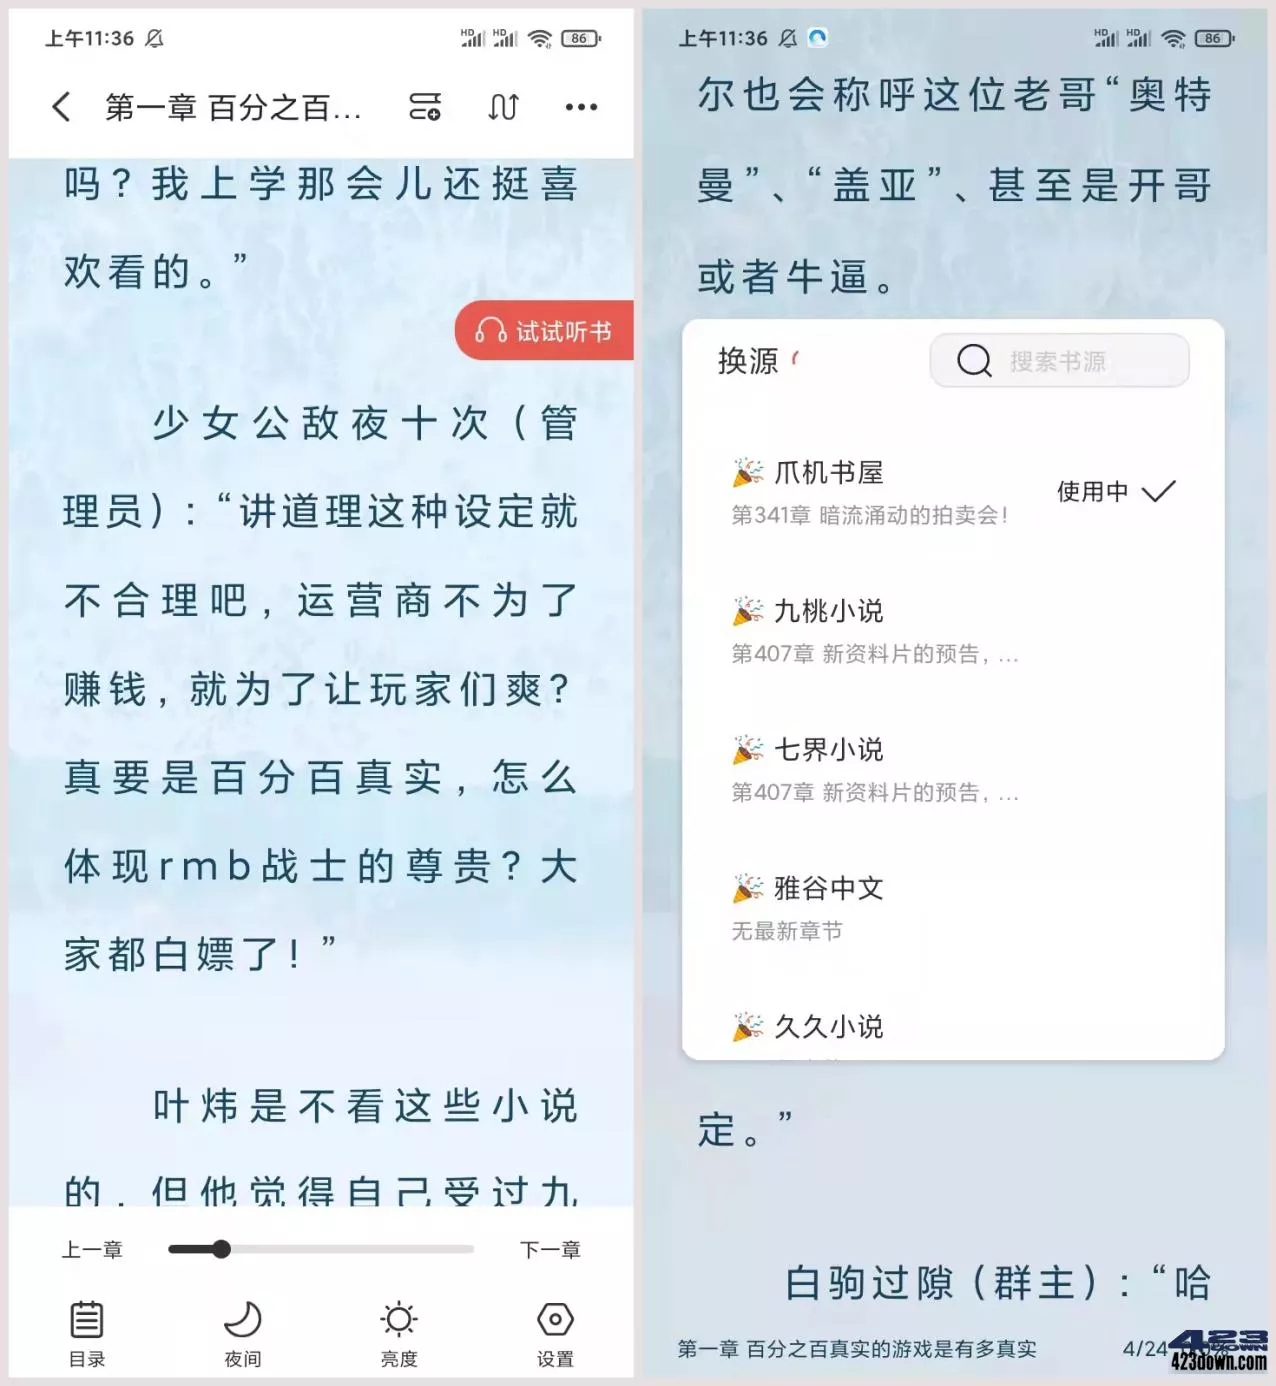 上午11:36
HD HD 86
第一章 百分之百...
吗？我上学那会儿还挺喜
欢看的。”
试试听书
少女公敌夜十次（管
理员）：“讲道理这种设定就
不合理吧，运营商不为了
赚钱，就为了让玩家们爽？
真要是百分百真实，怎么
体现rmb战士的尊贵？大
家都白嫖了！”
叶炜是不看这些小说
的，但他觉得自己受过九
上一章 下一章
目录 夜间 亮度 设置
上午11:36
HD HD 86
尔也会称呼这位老哥“奥特
曼”、“盖亚”、甚至是开哥
或者牛逼。
换源
搜索书源
爪机书屋
第341章 暗流涌动的拍卖会！
使用中
九桃小说
第407章 新资料片的预告，...
七界小说
第407章 新资料片的预告，...
雅谷中文
无最新章节
久久小说
定。”
白驹过隙（群主）：“哈
第一章 百分之百真实的游戏是有多真实
4/24
423
DOWN
423down.com